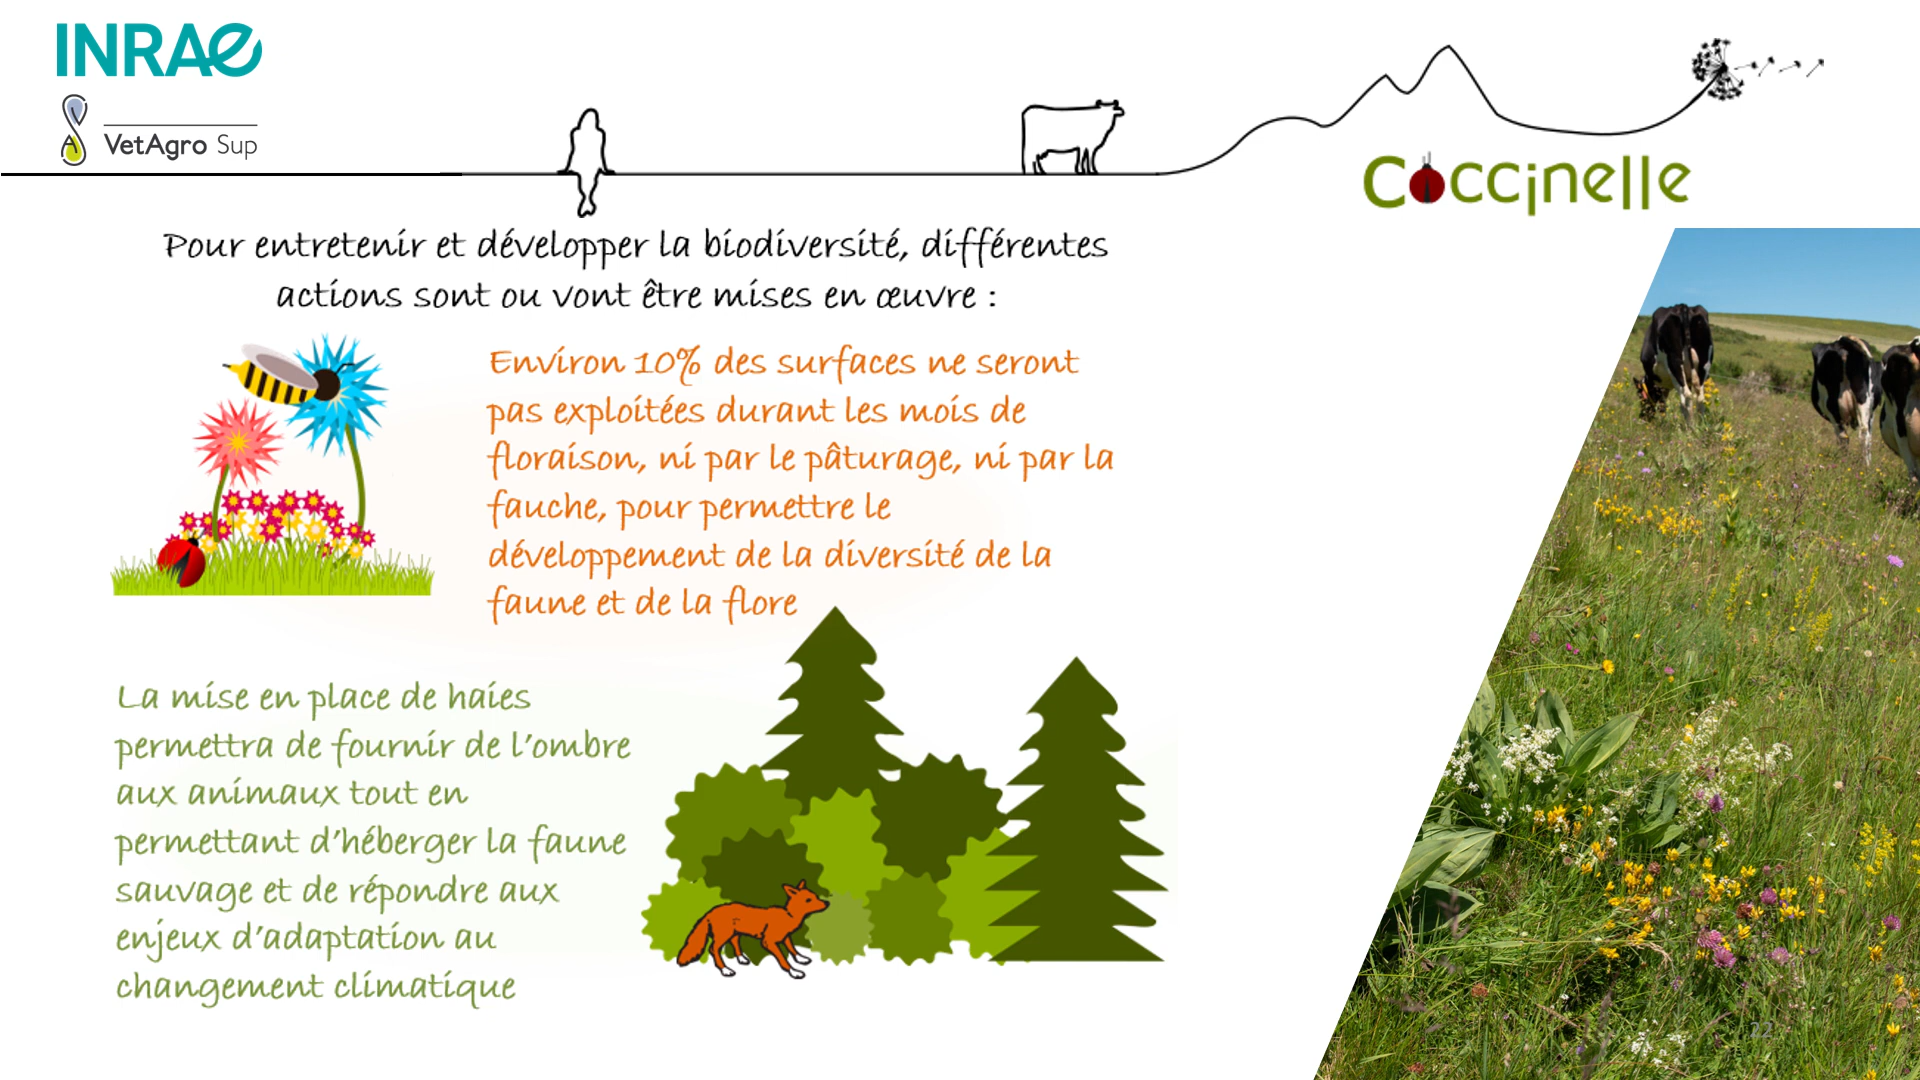 INRAE
VetAgro Sup
Coccinelle
Pour entretenir et développer la biodiversité, différentes
actions sont ou vont être mises en œuvre :
Environ 10% des surfaces ne seront
pas exploitées durant les mois de
floraison, ni par le pâturage, ni par la
fauche, pour permettre le
développement de la diversité de la
faune et de la flore
La mise en place de haies
permettra de fournir de l'ombre
aux animaux tout en
permettant d'héberger la faune
sauvage et de répondre aux
enjeux d'adaptation au
changement climatique
22